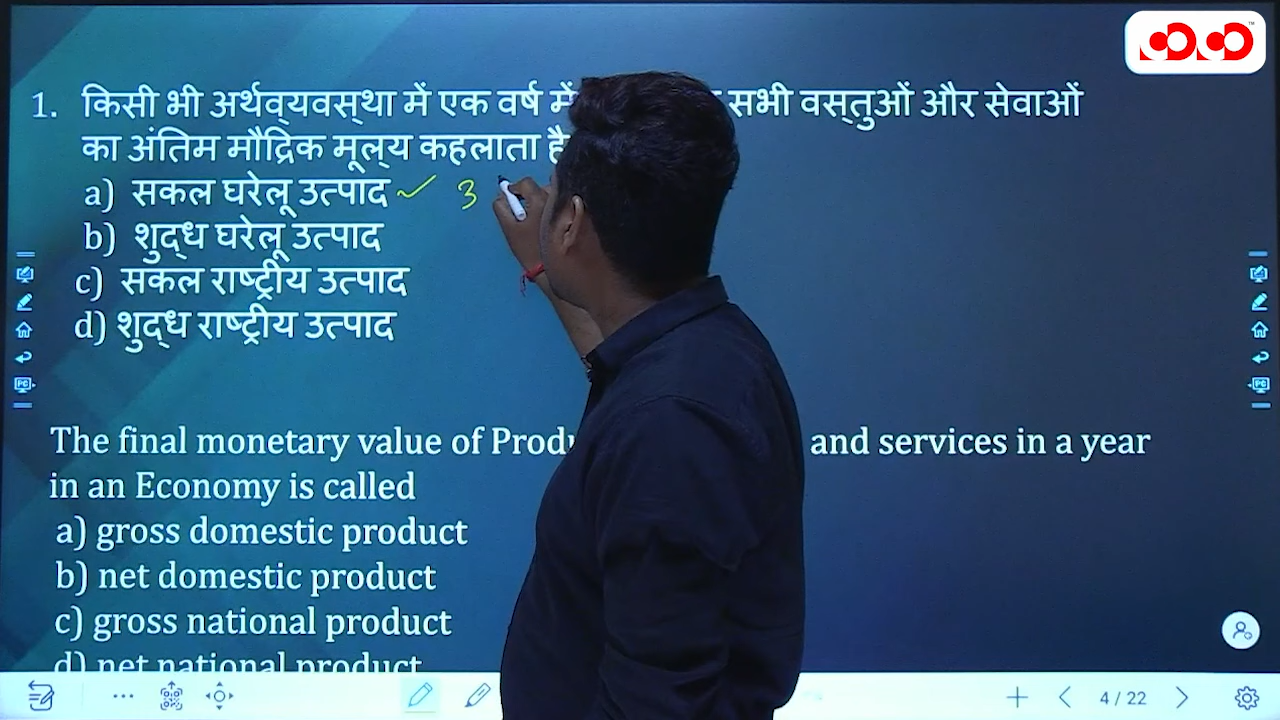 1. किसी भी अर्थव्यवस्था में एक वर्ष में सभी वस्तुओं और सेवाओं
का अंतिम मौद्रिक मूल्य कहलाता है
a) सकल घरेलू उत्पाद ✓ 3
b) शुद्ध घरेलू उत्पाद
c) सकल राष्ट्रीय उत्पाद
d) शुद्ध राष्ट्रीय उत्पाद
The final monetary value of and services in a year
in an Economy is called
a) gross domestic product
b) net domestic product
c) gross national product
d) net national product
4 / 22